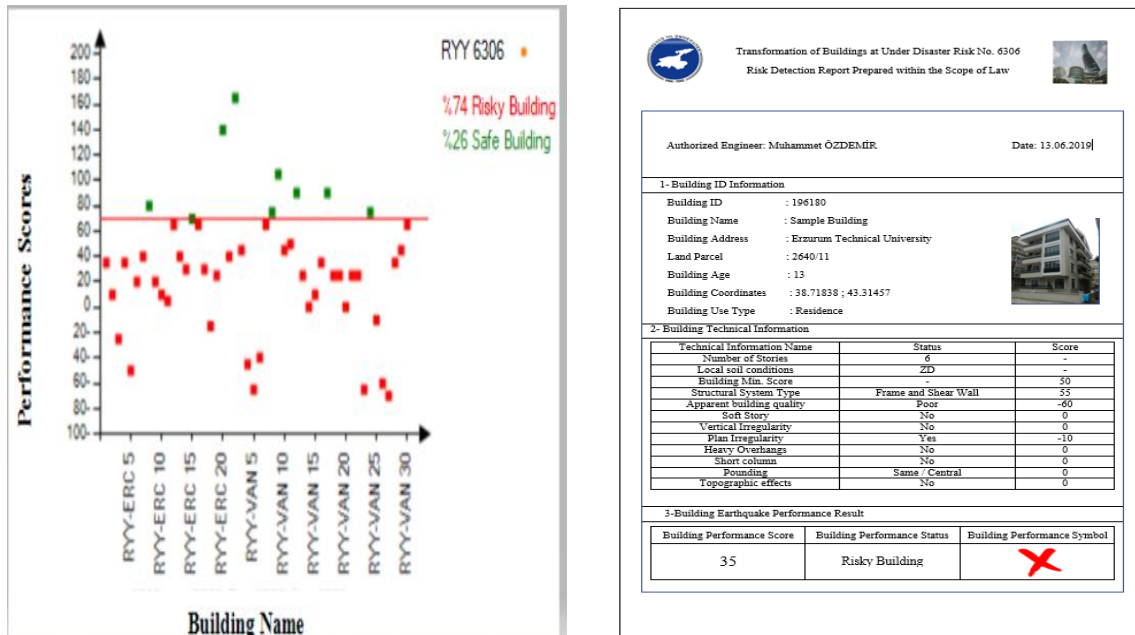 RYY 6306
%74 Risky Building
%26 Safe Building
200
180
160
140
120
100
80
60
40
20
0
20-
40-
60-
80-
100-
Performance Scores
RYY-ERC 5
RYY-ERC 10
RYY-ERC 15
RYY-ERC 20
RYY-VAN 5
RYY-VAN 10
RYY-VAN 15
RYY-VAN 20
RYY-VAN 25
RYY-VAN 30
Building Name
Transformation of Buildings at Under Disaster Risk No. 6306
Risk Detection Report Prepared within the Scope of Law
Authorized Engineer: Muhammet ÖZDEMİR Date: 13.06.2019
1- Building ID Information
Building ID : 196180
Building Name : Sample Building
Building Address : Erzurum Technical University
Land Parcel : 2640/11
Building Age : 13
Building Coordinates : 38.71838 ; 43.31457
Building Use Type : Residence
2- Building Technical Information
Technical Information Name Status Score
Number of Stories 6 -
Local soil conditions ZD -
Building Min. Score - 50
Structural System Type Frame and Shear Wall 55
Apparent building quality Poor -60
Soft Story No 0
Vertical Irregularity No 0
Plan Irregularity Yes -10
Heavy Overhangs No 0
Short column No 0
Pounding Same / Central 0
Topographic effects No 0
3-Building Earthquake Performance Result
Building Performance Score Building Performance Status Building Performance Symbol
35 Risky Building